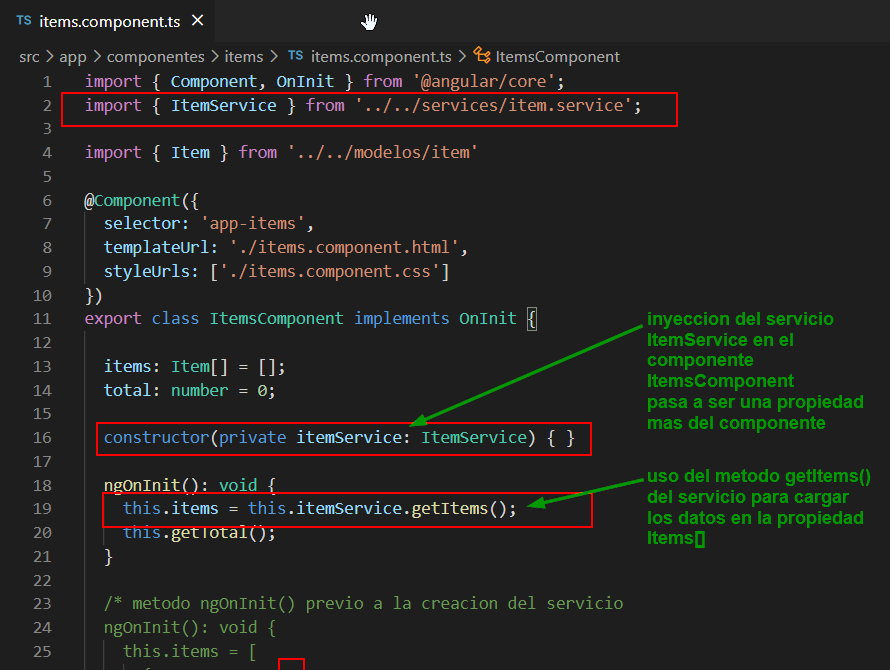 TS items.component.ts ×
src > app > componentes > items > TS items.component.ts > ItemsComponent
1 import { Component, OnInit } from '@angular/core';
2 import { ItemService } from '../../services/item.service';
3
4 import { Item } from '../../modelos/item'
5
6 @Component({
7 selector: 'app-items',
8 templateUrl: './items.component.html',
9 styleUrls: ['./items.component.css']
10 })
11 export class ItemsComponent implements OnInit {
12
13 items: Item[] = [];
14 total: number = 0;
15
16 constructor(private itemService: ItemService) { }
17
18 ngOnInit(): void {
19 this.items = this.itemService.getItems();
20 this.getTotal();
21 }
22
23 /* metodo ngOnInit() previo a la creacion del servicio
24 ngOnInit(): void {
25 this.items = [
inyeccion del servicio
ItemService en el
componente
ItemsComponent
pasa a ser una propiedad
mas del componente
uso del metodo getItems()
del servicio para cargar
los datos en la propiedad
Items[]